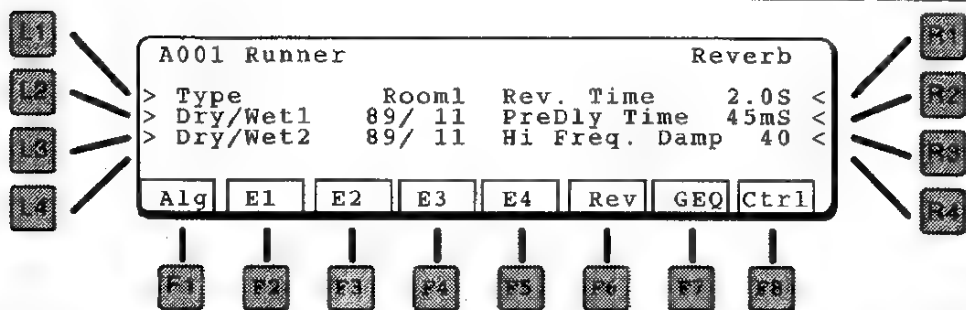 L1
R1
A001 Runner Reverb
L2
R2
> Type Room1 Rev. Time 2.0S <
> Dry/Wet1 89/ 11 PreDly Time 45mS <
> Dry/Wet2 89/ 11 Hi Freq. Damp 40 <
L3
R3
L4
R4
Alg E1 E2 E3 E4 Rev GEQ Ctrl
F1 F2 F3 F4 F5 F6 F7 F8